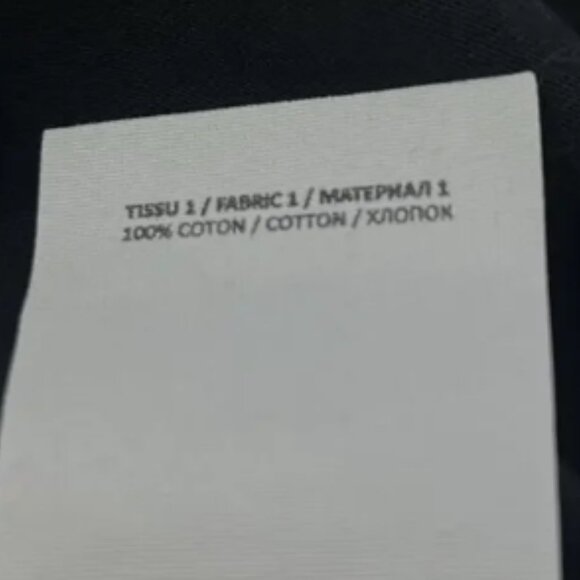 TISSU 1 / FABRIC 1 / МАТЕРИАЛ 1
100% COTON / COTTON / ХЛОПОК